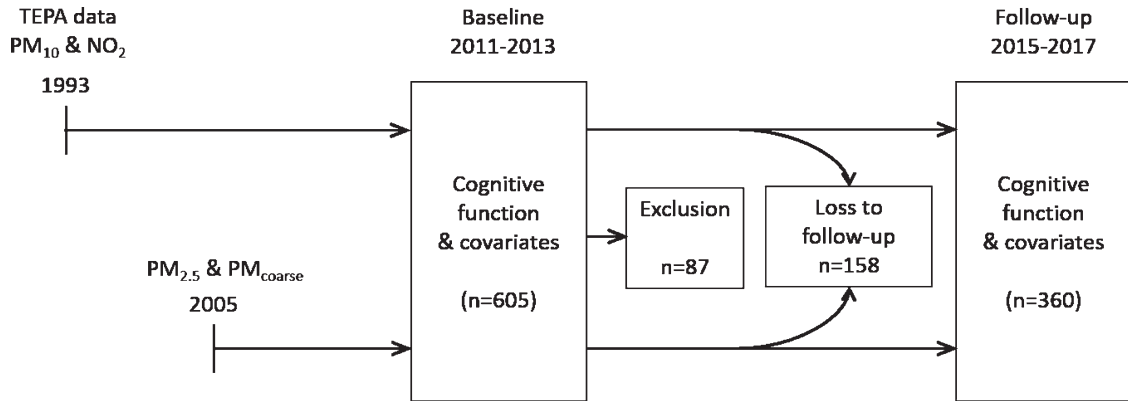 TEPA data
PM₁₀ & NO₂
1993
Baseline
2011-2013
Follow-up
2015-2017
Cognitive
function
& covariates
(n=605)
Exclusion
n=87
Loss to
follow-up
n=158
Cognitive
function
& covariates
(n=360)
PM₂.₅ & PMcoarse
2005